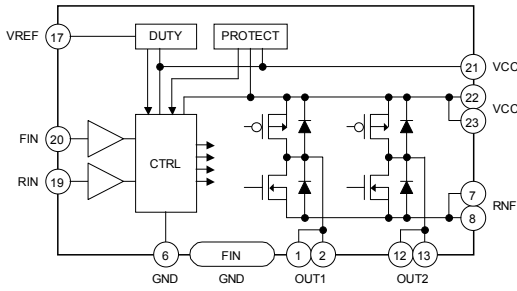 VREF 17 DUTY PROTECT
21 VCC
22 VCC
23
FIN 20
RIN 19 CTRL
7 RNF
8
6 FIN 1 2 12 13
GND GND OUT1 OUT2